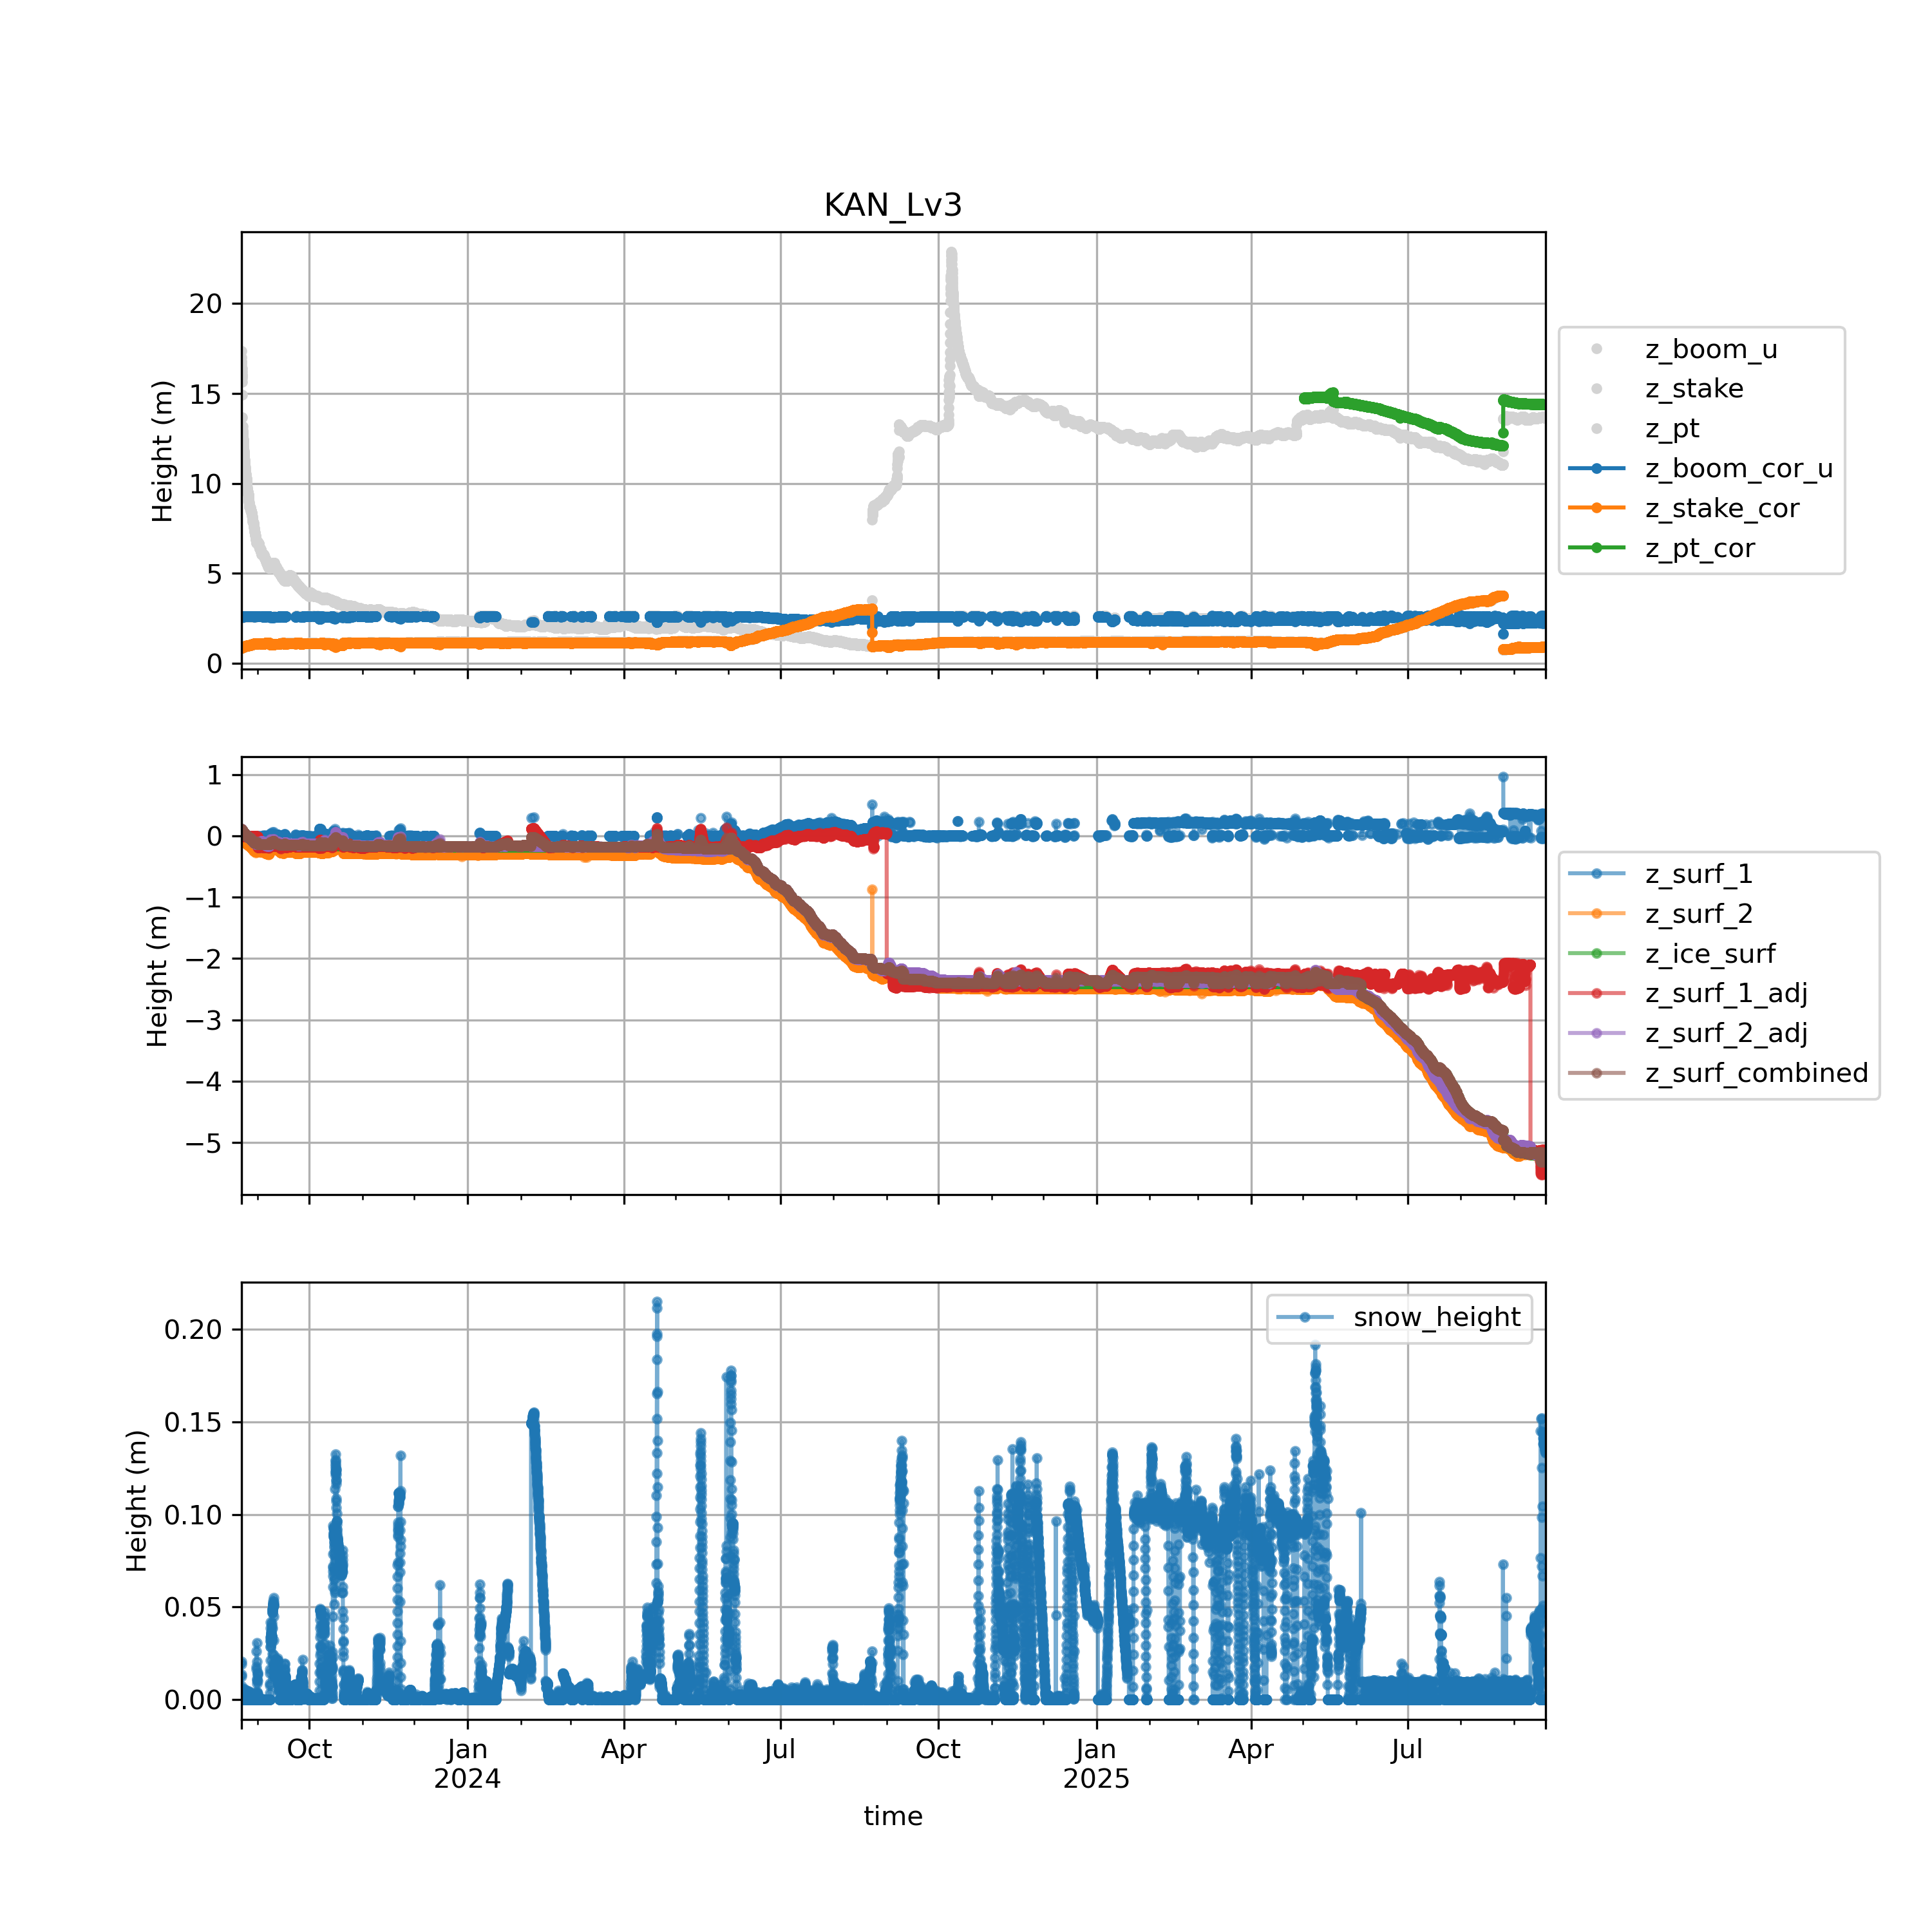 KAN_Lv3
Height (m)
20
15
10
5
0
z_boom_u
z_stake
z_pt
z_boom_cor_u
z_stake_cor
z_pt_cor
Height (m)
1
0
−1
−2
−3
−4
−5
z_surf_1
z_surf_2
z_ice_surf
z_surf_1_adj
z_surf_2_adj
z_surf_combined
Height (m)
0.20
0.15
0.10
0.05
0.00
snow_height
Oct Jan Apr Jul Oct Jan Apr Jul
2024 2025
time